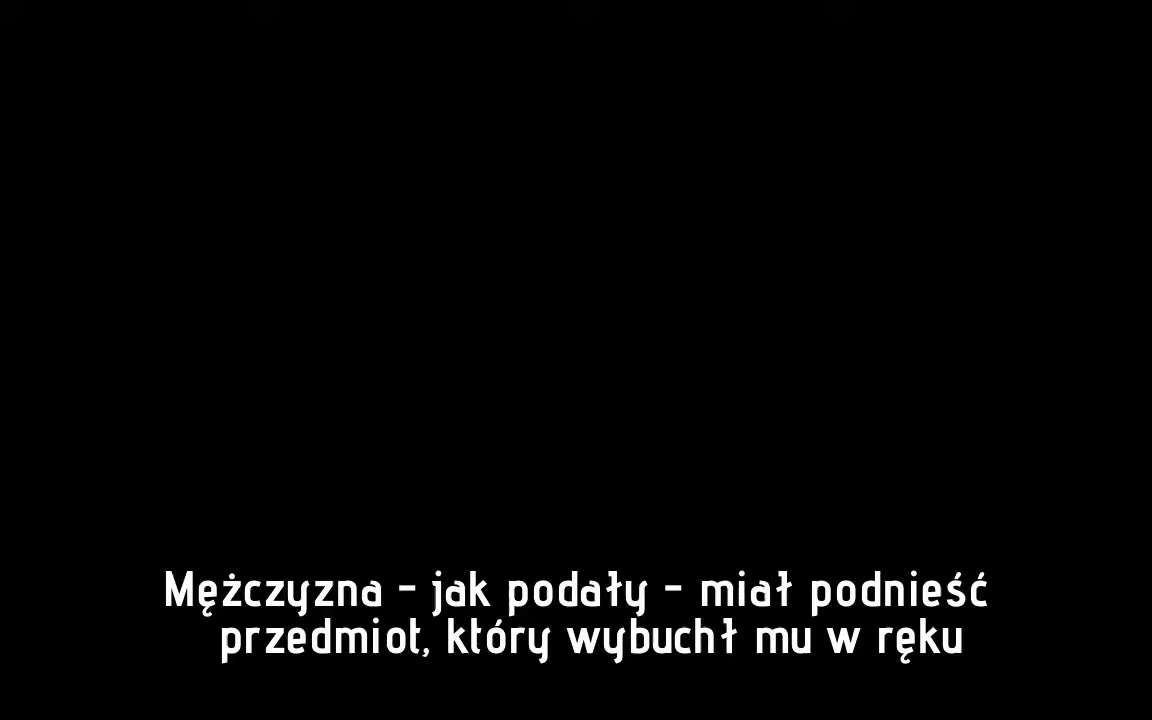 Mężczyzna - jak podały - miał podnieść
przedmiot, który wybuchł mu w ręku